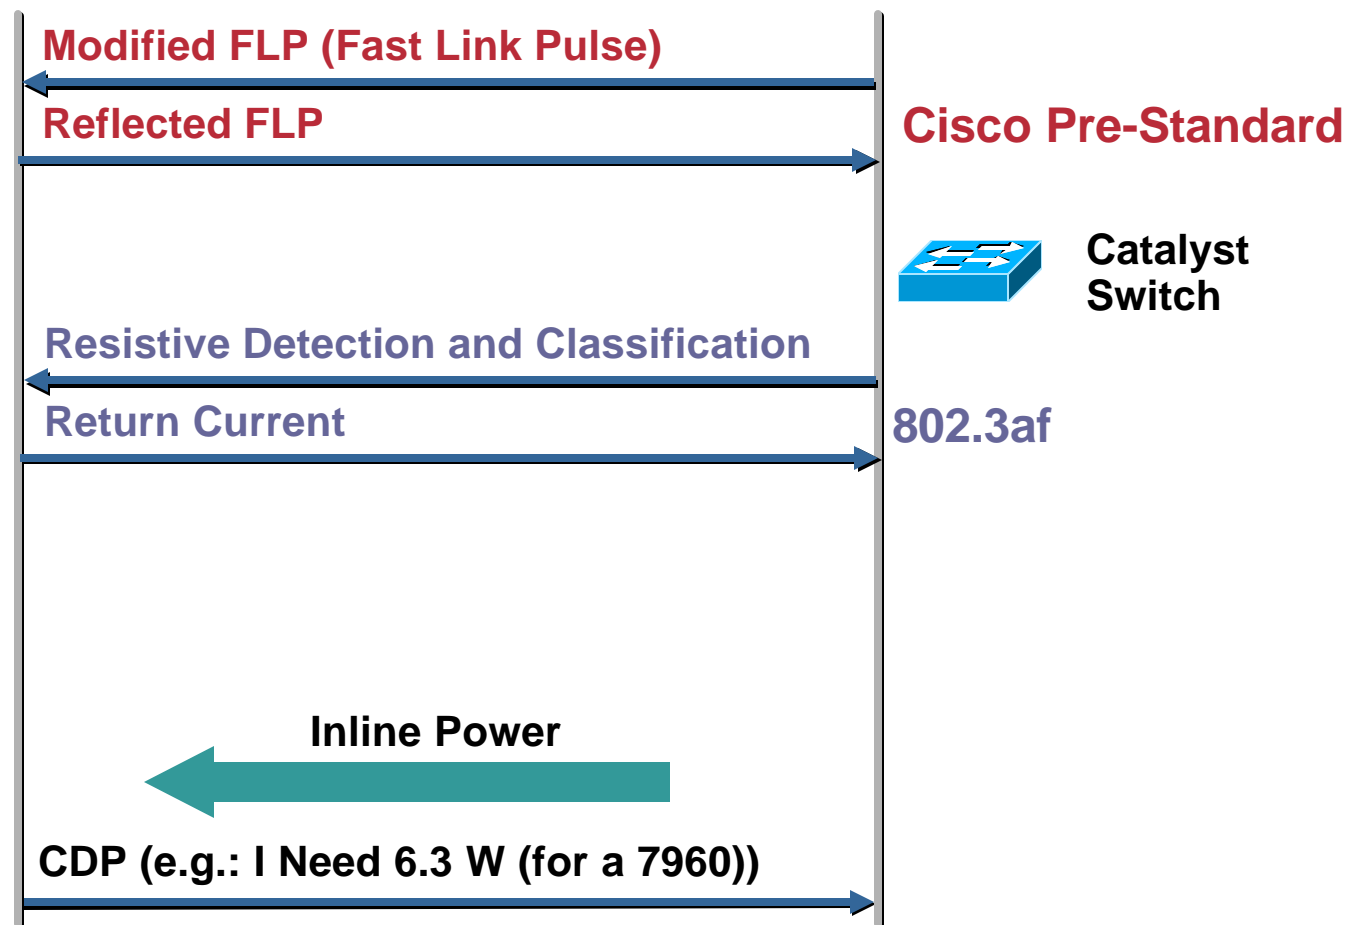 Modified FLP (Fast Link Pulse)
Reflected FLP
Cisco Pre-Standard
Catalyst
Switch
Resistive Detection and Classification
Return Current
802.3af
Inline Power
CDP (e.g.: I Need 6.3 W (for a 7960))